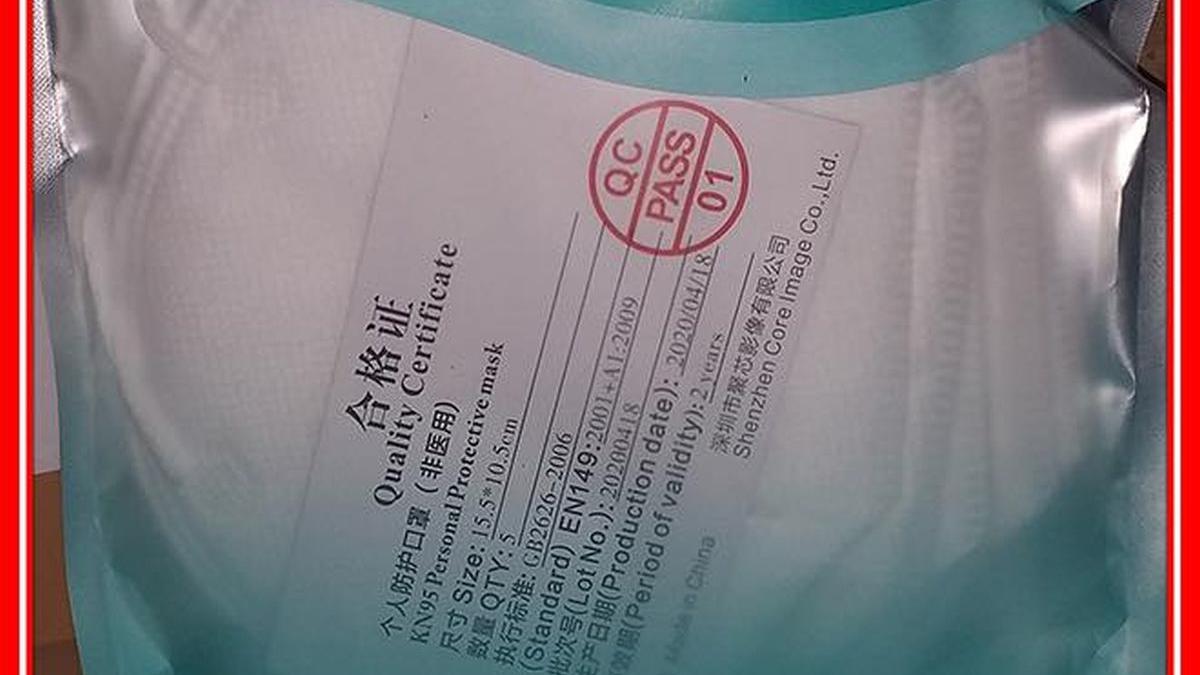 合格证
Quality Certificate
个人防护口罩（非医用）
KN95 Personal Protective mask
尺寸 Size: 15.5*10.5cm
数量 QTY: 5
执行标准: GB2626-2006
(Standard) EN149:2001+A1:2009
批次号(Lot No.): 20200418
生产日期(Production date): 2020/04/18
效期(Period of validity): 2 years
深圳市聚芯影像有限公司
Shenzhen Core Image Co.,Ltd.
Made in China
QC
PASS
01